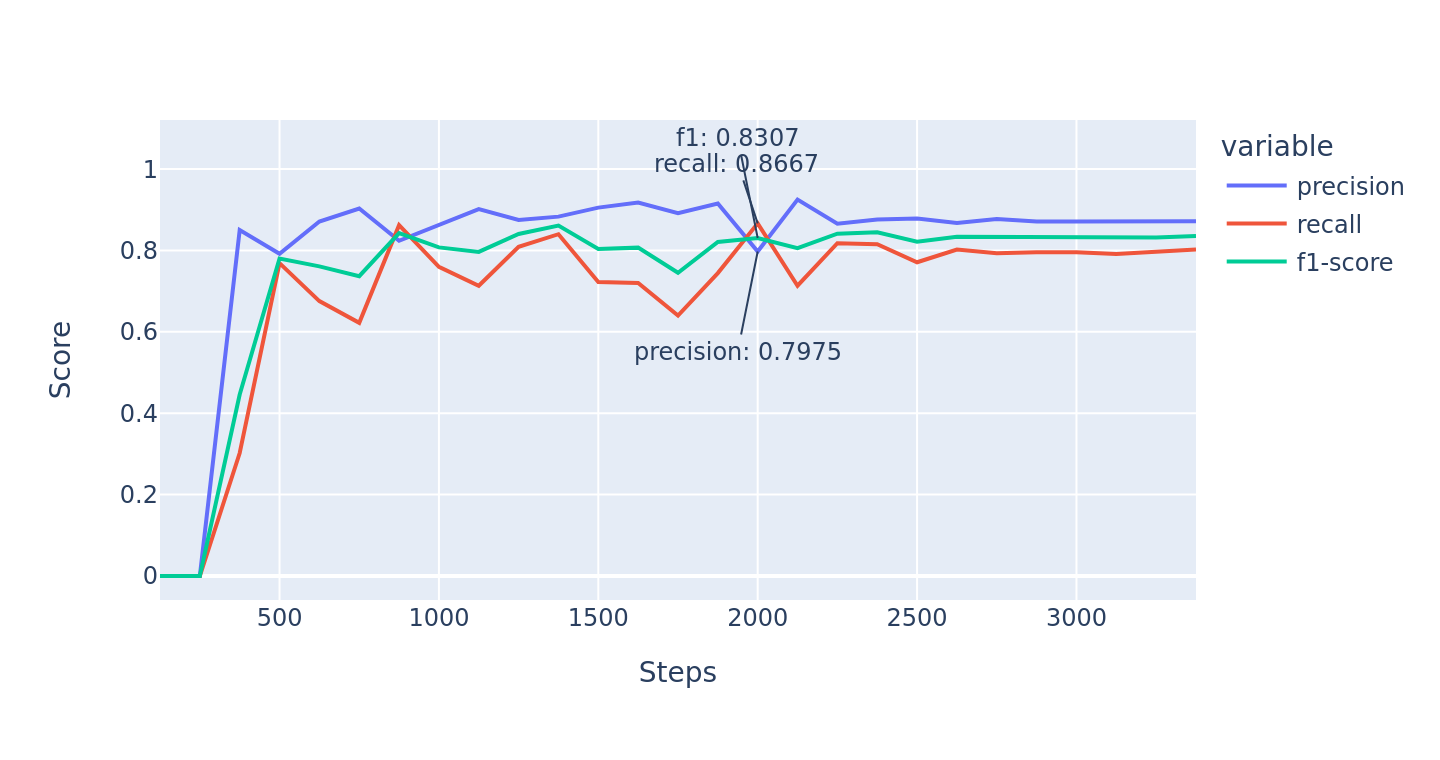 f1: 0.8307
recall: 0.8667
precision: 0.7975
1
0.8
0.6
0.4
0.2
0
500
1000
1500
2000
2500
3000
Steps
Score
variable
precision
recall
f1-score